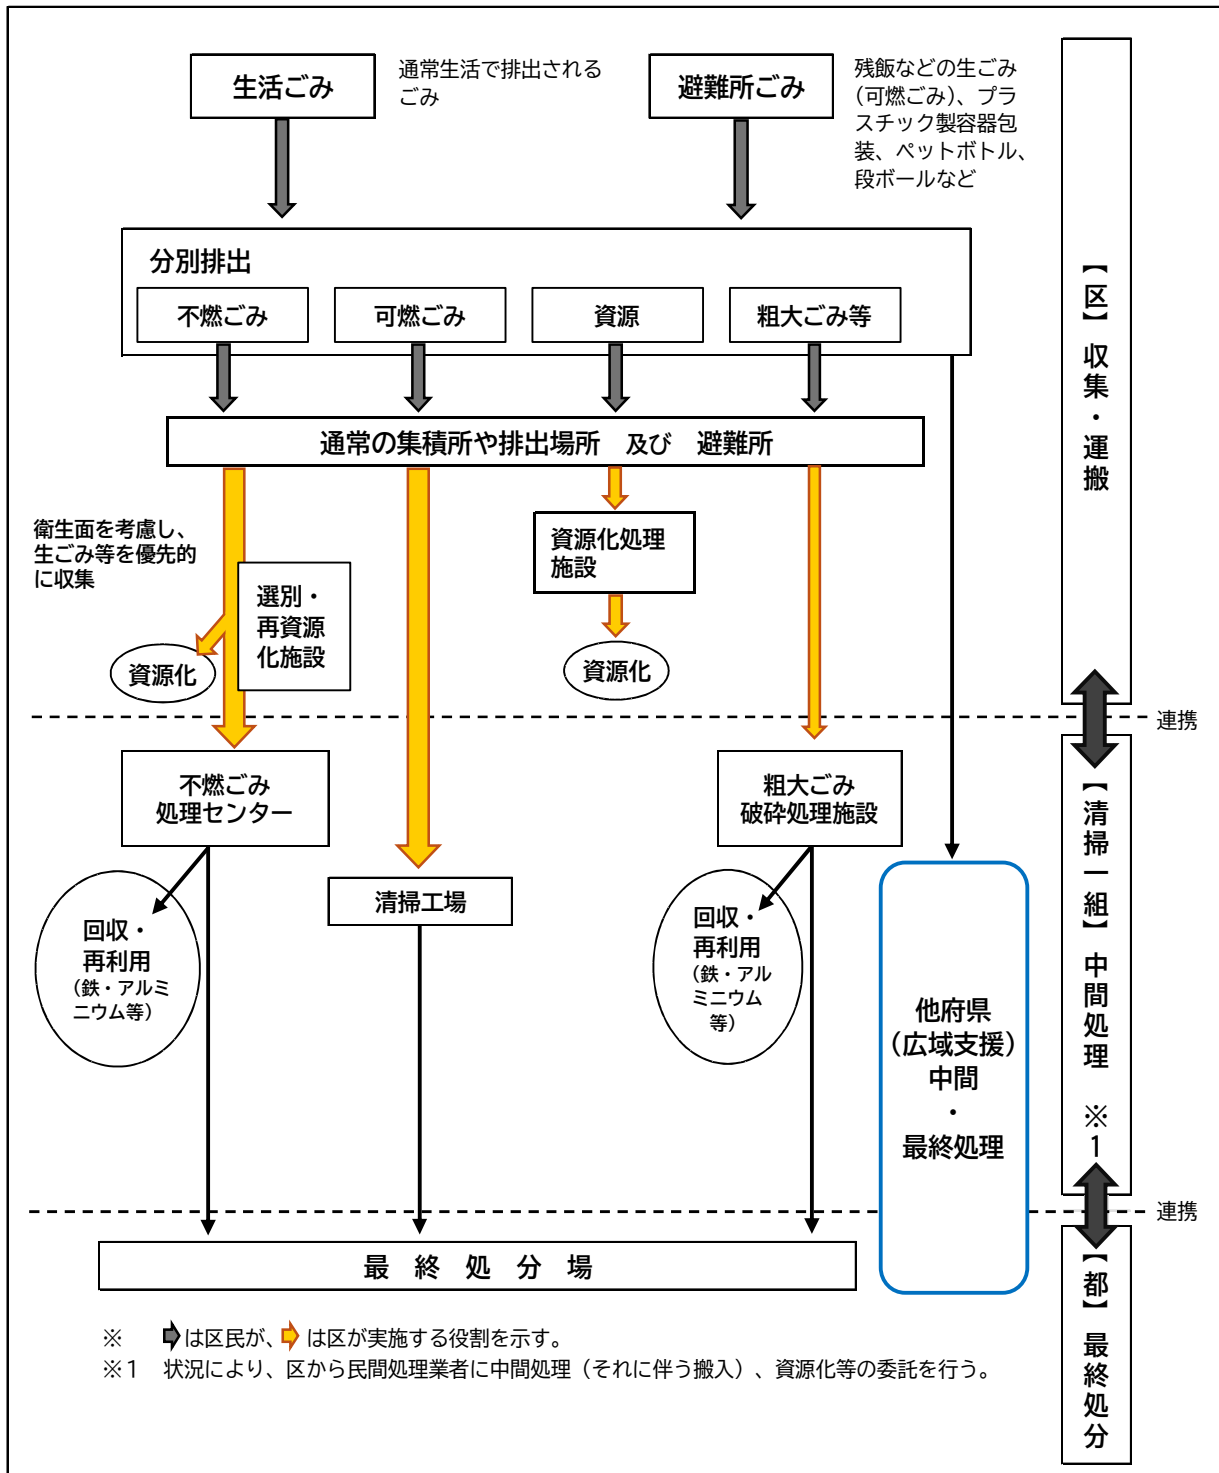 生活ごみ
通常生活で排出される
ごみ
避難所ごみ
残飯などの生ごみ
(可燃ごみ)、プラ
スチック製容器包
装、ペットボトル、
段ボールなど
分別排出
不燃ごみ
可燃ごみ
資源
粗大ごみ等
通常の集積所や排出場所 及び 避難所
衛生面を考慮し、
生ごみ等を優先的
に収集
選別・
再資源
化施設
資源化
資源化処理
施設
資源化
【区】収集・運搬
連携
不燃ごみ
処理センター
粗大ごみ
破砕処理施設
清掃工場
回収・
再利用
(鉄・アルミ
ニウム等)
回収・
再利用
(鉄・アル
ミニウム
等)
他府県
(広域支援)
中間
・
最終処理
【清掃一組】中間処理 ※1
連携
最 終 処 分 場
【都】最終処分
※ は区民が、 は区が実施する役割を示す。
※1 状況により、区から民間処理業者に中間処理(それに伴う搬入)、資源化等の委託を行う。